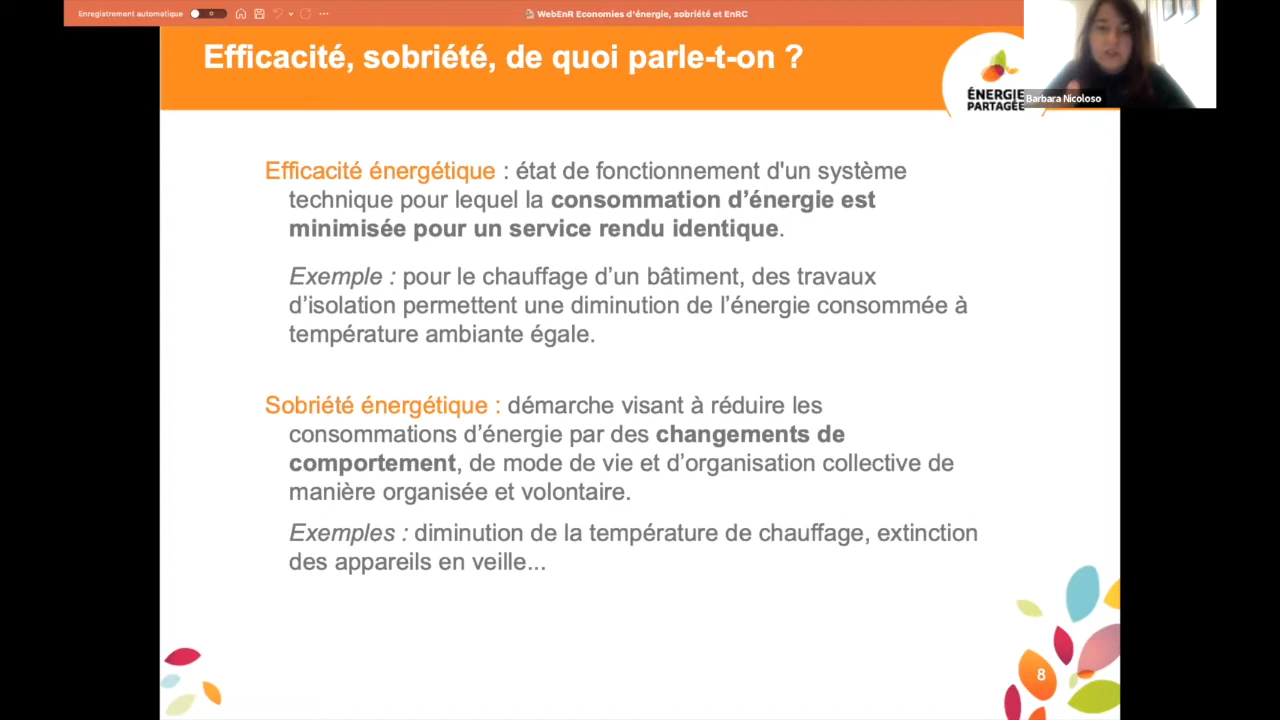 Enregistrement automatique
WebEnR Economies d'énergie, sobriété et EnRC
Efficacité, sobriété, de quoi parle-t-on ?
ÉNERGIE
PARTAGÉE
Barbara Nicoloso
Efficacité énergétique : état de fonctionnement d'un système
technique pour lequel la consommation d’énergie est
minimisée pour un service rendu identique.
Exemple : pour le chauffage d’un bâtiment, des travaux
d’isolation permettent une diminution de l’énergie consommée à
température ambiante égale.
Sobriété énergétique : démarche visant à réduire les
consommations d’énergie par des changements de
comportement, de mode de vie et d’organisation collective de
manière organisée et volontaire.
Exemples : diminution de la température de chauffage, extinction
des appareils en veille...
8